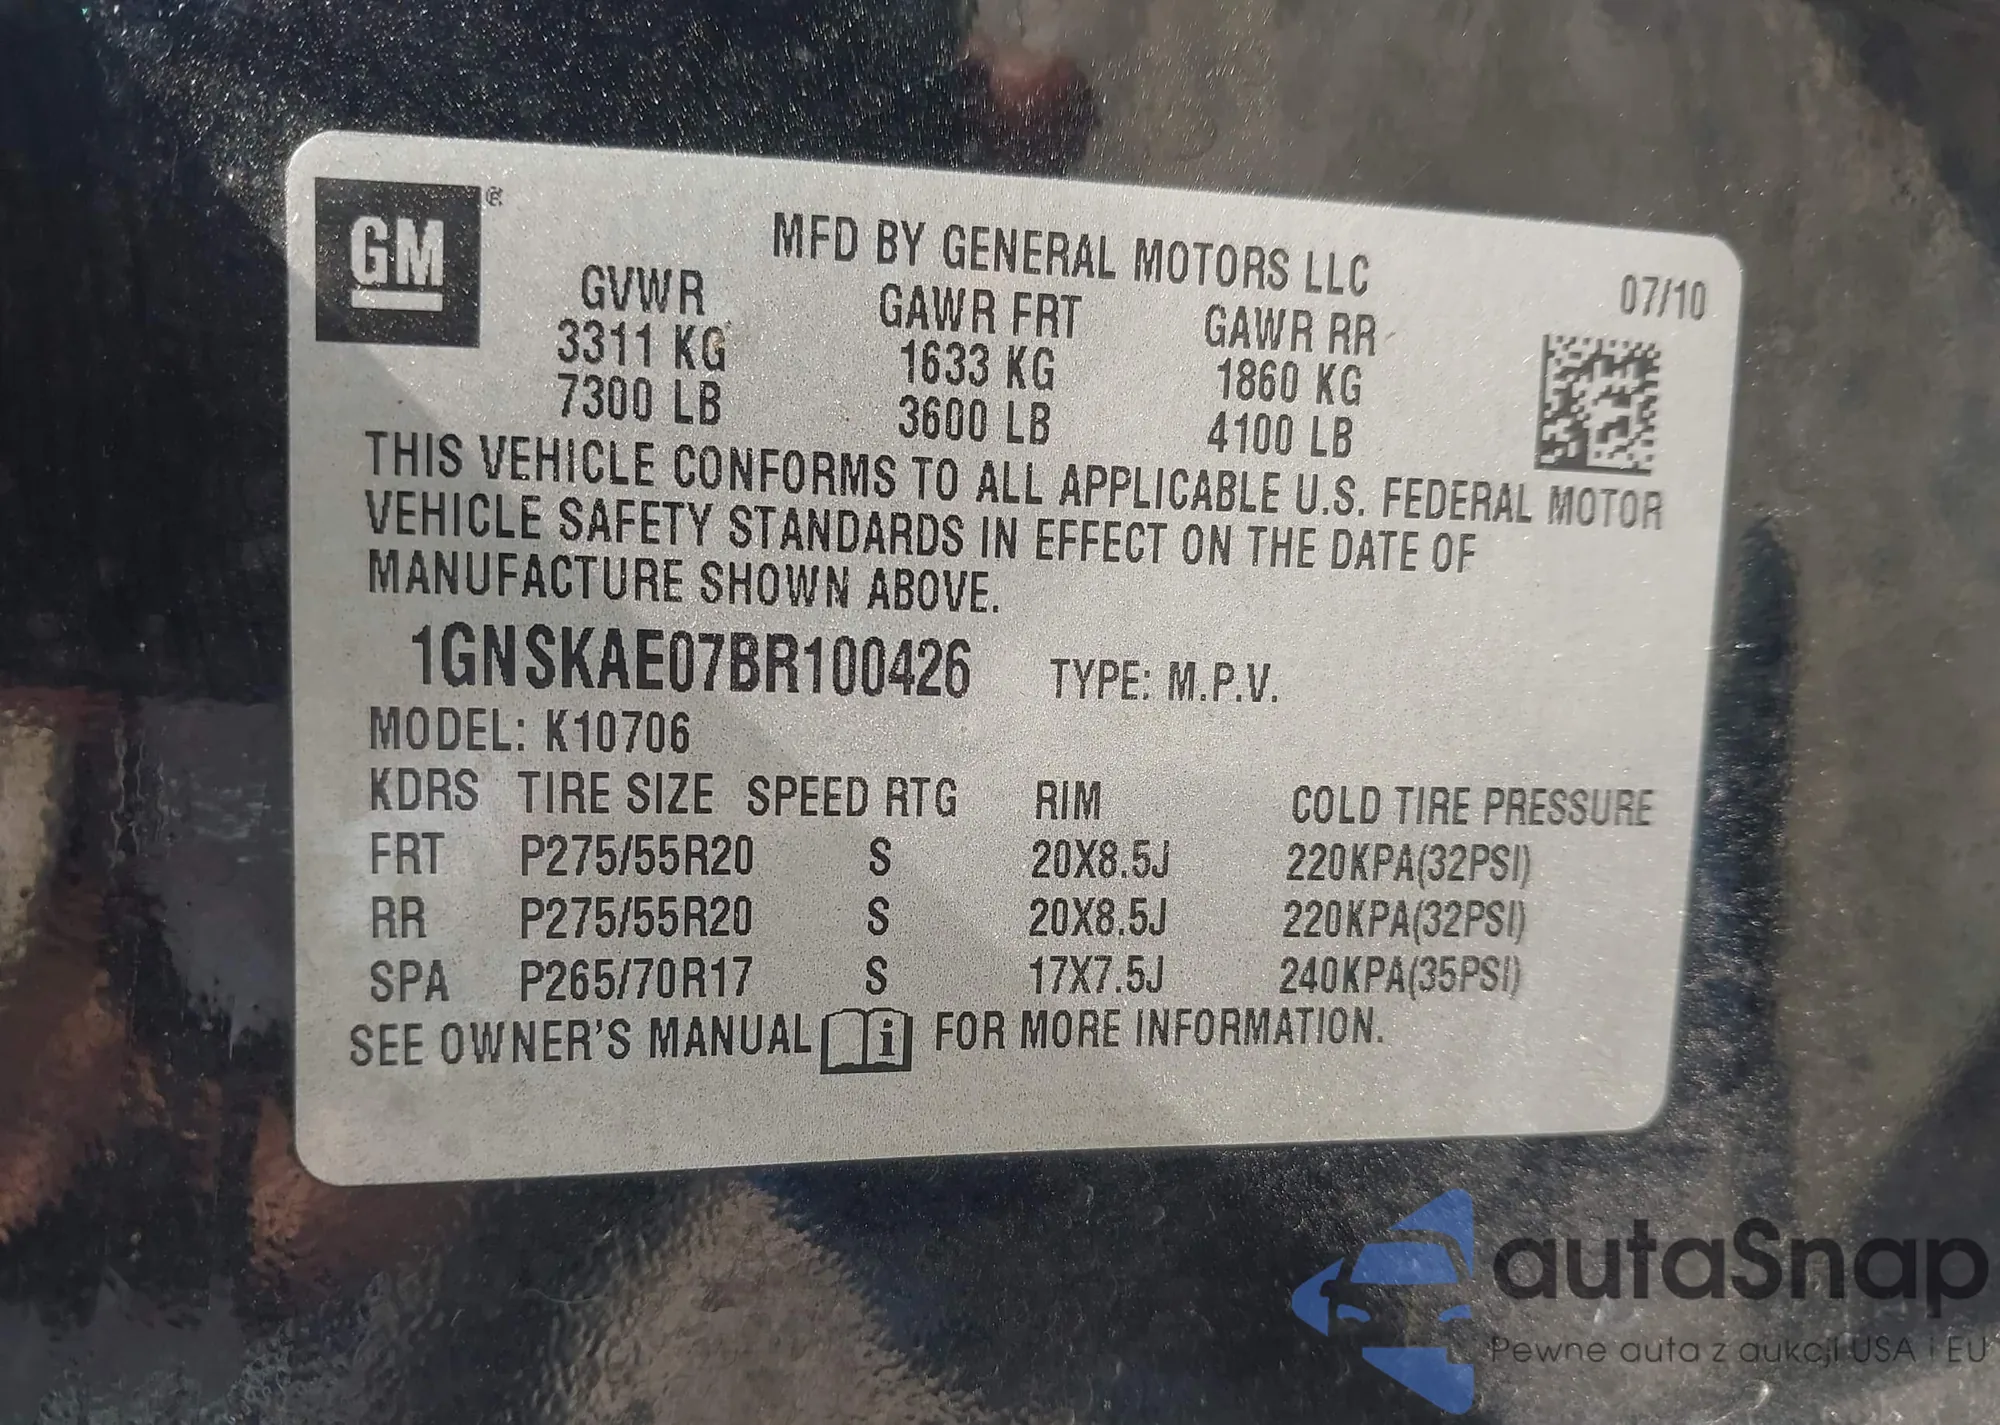 GM®
MFD BY GENERAL MOTORS LLC
07/10
GVWR GAWR FRT GAWR RR
3311 KG 1633 KG 1860 KG
7300 LB 3600 LB 4100 LB
THIS VEHICLE CONFORMS TO ALL APPLICABLE U.S. FEDERAL MOTOR
VEHICLE SAFETY STANDARDS IN EFFECT ON THE DATE OF
MANUFACTURE SHOWN ABOVE.
1GNSKAE07BR100426 TYPE: M.P.V.
MODEL: K10706
KDRS TIRE SIZE SPEED RTG RIM COLD TIRE PRESSURE
FRT P275/55R20 S 20X8.5J 220KPA(32PSI)
RR P275/55R20 S 20X8.5J 220KPA(32PSI)
SPA P265/70R17 S 17X7.5J 240KPA(35PSI)
SEE OWNER'S MANUAL i FOR MORE INFORMATION.
autaSnap
Pewne auta z aukcji USA i EU